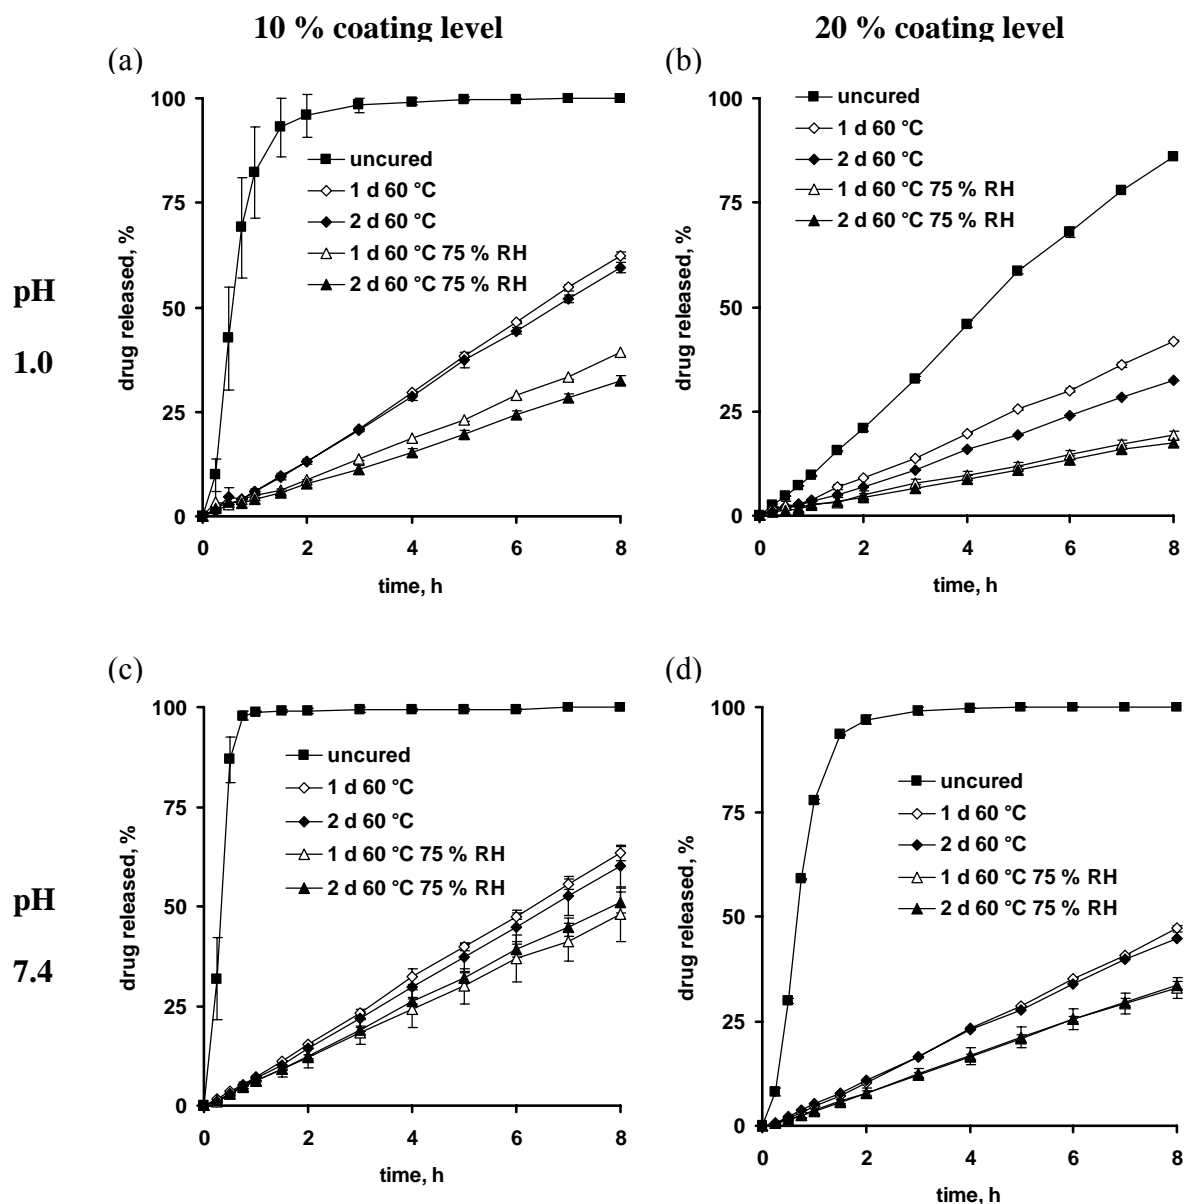 10 % coating level
20 % coating level
(a)
(b)
pH
1.0
100
75
50
25
0
drug released, %
uncured
1 d 60 °C
2 d 60 °C
1 d 60 °C 75 % RH
2 d 60 °C 75 % RH
0 2 4 6 8
time, h
100
75
50
25
0
drug released, %
uncured
1 d 60 °C
2 d 60 °C
1 d 60 °C 75 % RH
2 d 60 °C 75 % RH
0 2 4 6 8
time, h
(c)
(d)
pH
7.4
100
75
50
25
0
drug released, %
uncured
1 d 60 °C
2 d 60 °C
1 d 60 °C 75 % RH
2 d 60 °C 75 % RH
0 2 4 6 8
time, h
100
75
50
25
0
drug released, %
uncured
1 d 60 °C
2 d 60 °C
1 d 60 °C 75 % RH
2 d 60 °C 75 % RH
0 2 4 6 8
time, h